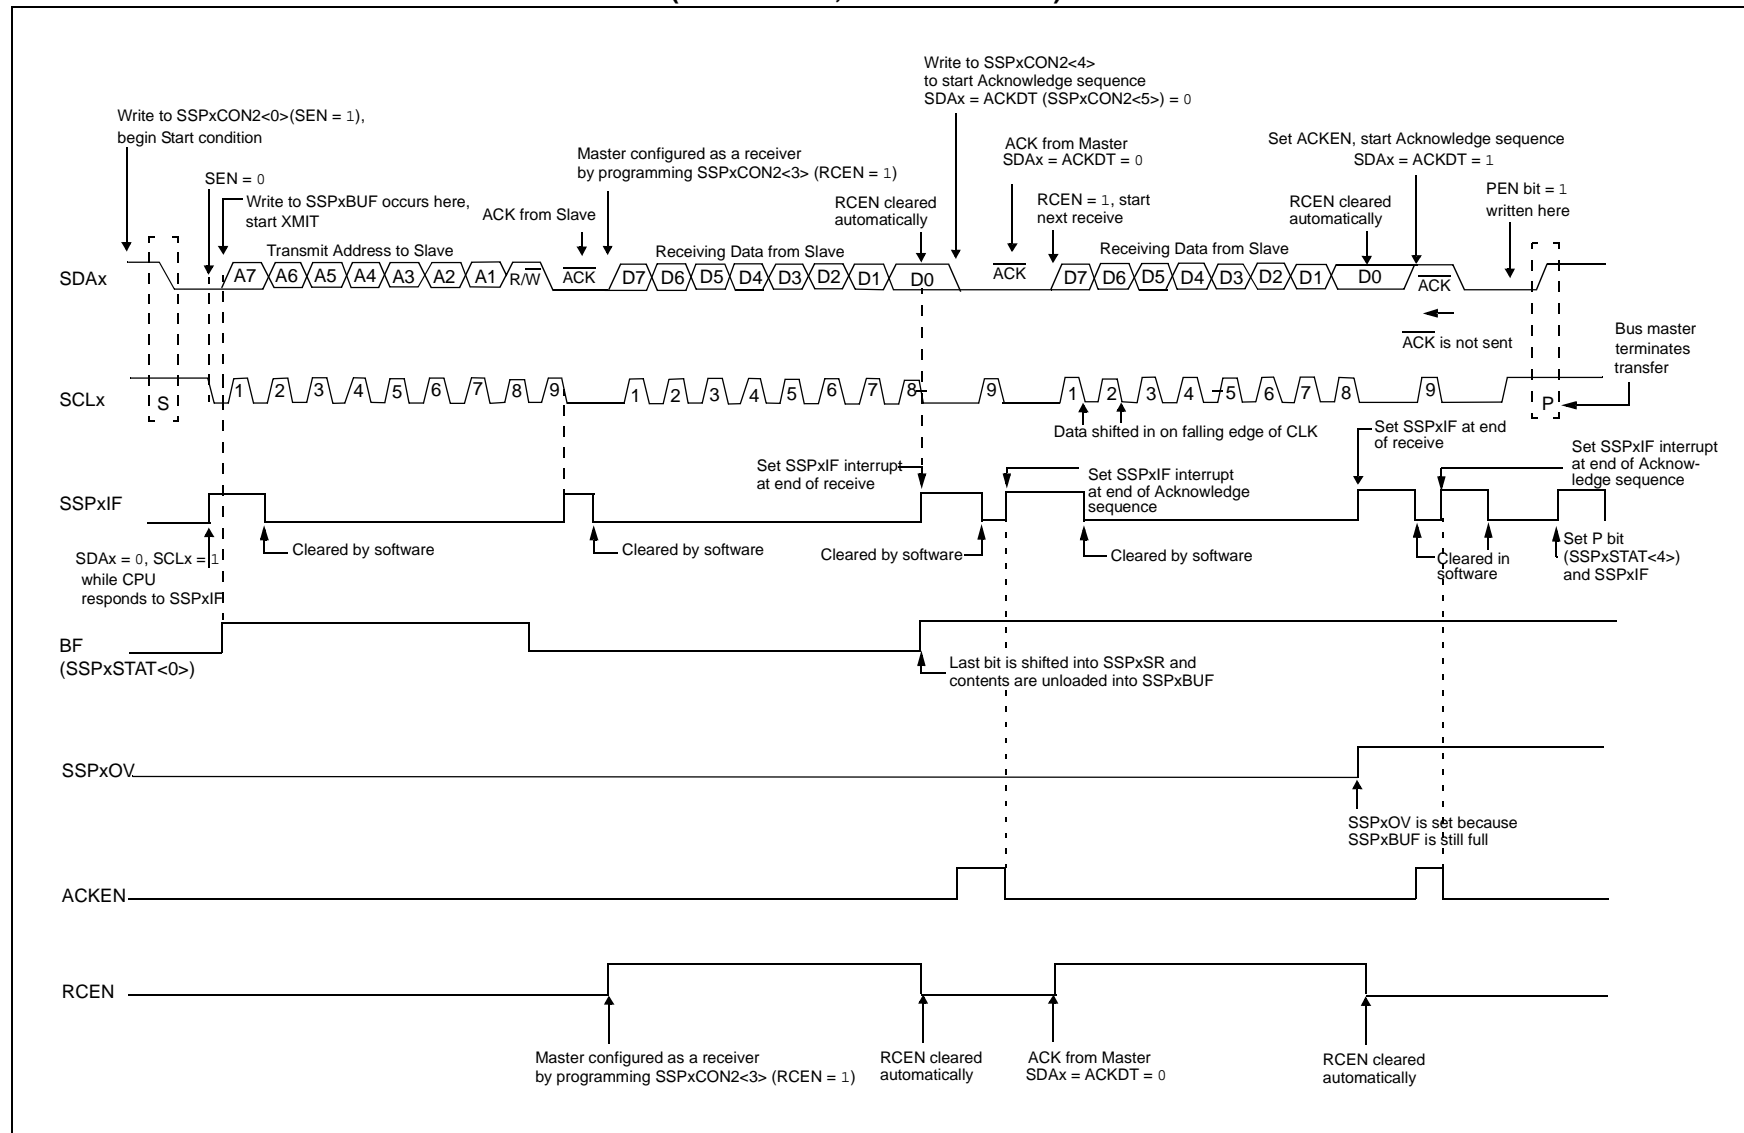 Write to SSPxCON2<4>
to start Acknowledge sequence
SDAx = ACKDT (SSPxCON2<5>) = 0
Write to SSPxCON2<0>(SEN = 1),
begin Start condition
ACK from Master
SDAx = ACKDT = 0
Set ACKEN, start Acknowledge sequence
SDAx = ACKDT = 1
Master configured as a receiver
by programming SSPxCON2<3> (RCEN = 1)
SEN = 0
Write to SSPxBUF occurs here,
start XMIT
ACK from Slave
RCEN cleared
automatically
RCEN = 1, start
next receive
RCEN cleared
automatically
PEN bit = 1
written here
Transmit Address to Slave
Receiving Data from Slave
Receiving Data from Slave
SDAx
A7 A6 A5 A4 A3 A2 A1 R/W ACK D7 D6 D5 D4 D3 D2 D1 D0 ACK D7 D6 D5 D4 D3 D2 D1 D0 ACK
ACK is not sent
Bus master
terminates
transfer
SCLx
S 1 2 3 4 5 6 7 8 9 1 2 3 4 5 6 7 8 9 1 2 3 4 5 6 7 8 9 P
Data shifted in on falling edge of CLK
Set SSPxIF at end
of receive
Set SSPxIF interrupt
at end of receive
Set SSPxIF interrupt
at end of Acknowledge
sequence
Set SSPxIF interrupt
at end of Acknow-
ledge sequence
SSPxIF
SDAx = 0, SCLx = 1
while CPU
responds to SSPxIF
Cleared by software
Cleared by software
Cleared by software
Cleared by software
Cleared in
software
Set P bit
(SSPxSTAT<4>)
and SSPxIF
BF
(SSPxSTAT<0>)
Last bit is shifted into SSPxSR and
contents are unloaded into SSPxBUF
SSPxOV
SSPxOV is set because
SSPxBUF is still full
ACKEN
RCEN
Master configured as a receiver
by programming SSPxCON2<3> (RCEN = 1)
RCEN cleared
automatically
ACK from Master
SDAx = ACKDT = 0
RCEN cleared
automatically